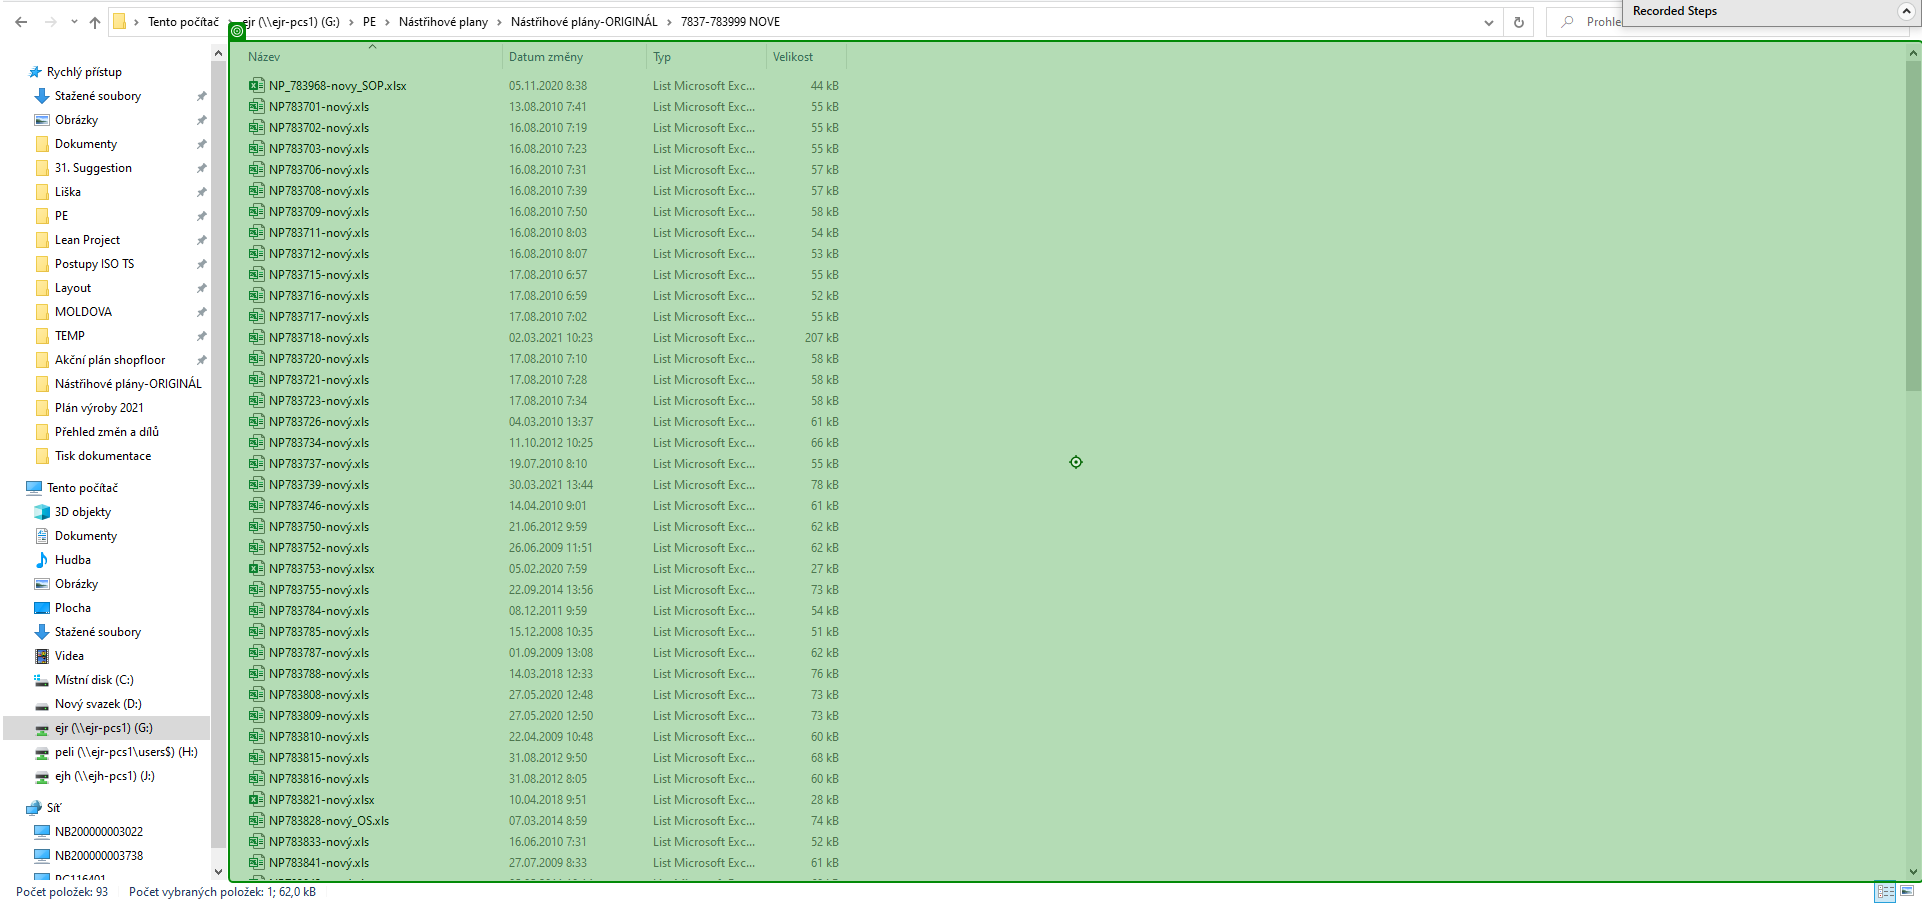 Tento počítač › ejr (\\ejr-pcs1) (G:) › PE › Nástřihové plany › Nástřihové plány-ORIGINÁL › 7837-783999 NOVE
Prohle
Recorded Steps
Rychlý přístup
Stažené soubory
Obrázky
Dokumenty
31. Suggestion
Liška
PE
Lean Project
Postupy ISO TS
Layout
MOLDOVA
TEMP
Akční plán shopfloor
Nástřihové plány-ORIGINÁL
Plán výroby 2021
Přehled změn a dílů
Tisk dokumentace
Tento počítač
3D objekty
Dokumenty
Hudba
Obrázky
Plocha
Stažené soubory
Videa
Místní disk (C:)
Nový svazek (D:)
ejr (\\ejr-pcs1) (G:)
peli (\\ejr-pcs1\users$) (H:)
ejh (\\ejh-pcs1) (J:)
Síť
NB200000003022
NB200000003738
PC116401
Název Datum změny Typ Velikost
NP_783968-novy_SOP.xlsx 05.11.2020 8:38 List Microsoft Exc... 44 kB
NP783701-nový.xls 13.08.2010 7:41 List Microsoft Exc... 55 kB
NP783702-nový.xls 16.08.2010 7:19 List Microsoft Exc... 55 kB
NP783703-nový.xls 16.08.2010 7:23 List Microsoft Exc... 55 kB
NP783706-nový.xls 16.08.2010 7:31 List Microsoft Exc... 57 kB
NP783708-nový.xls 16.08.2010 7:39 List Microsoft Exc... 57 kB
NP783709-nový.xls 16.08.2010 7:50 List Microsoft Exc... 58 kB
NP783711-nový.xls 16.08.2010 8:03 List Microsoft Exc... 54 kB
NP783712-nový.xls 16.08.2010 8:07 List Microsoft Exc... 53 kB
NP783715-nový.xls 17.08.2010 6:57 List Microsoft Exc... 55 kB
NP783716-nový.xls 17.08.2010 6:59 List Microsoft Exc... 52 kB
NP783717-nový.xls 17.08.2010 7:02 List Microsoft Exc... 55 kB
NP783718-nový.xls 02.03.2021 10:23 List Microsoft Exc... 207 kB
NP783720-nový.xls 17.08.2010 7:10 List Microsoft Exc... 58 kB
NP783721-nový.xls 17.08.2010 7:28 List Microsoft Exc... 58 kB
NP783723-nový.xls 17.08.2010 7:34 List Microsoft Exc... 58 kB
NP783726-nový.xls 04.03.2010 13:37 List Microsoft Exc... 61 kB
NP783734-nový.xls 11.10.2012 10:25 List Microsoft Exc... 66 kB
NP783737-nový.xls 19.07.2010 8:10 List Microsoft Exc... 55 kB
NP783739-nový.xls 30.03.2021 13:44 List Microsoft Exc... 78 kB
NP783746-nový.xls 14.04.2010 9:01 List Microsoft Exc... 61 kB
NP783750-nový.xls 21.06.2012 9:59 List Microsoft Exc... 62 kB
NP783752-nový.xls 26.06.2009 11:51 List Microsoft Exc... 62 kB
NP783753-nový.xlsx 05.02.2020 7:59 List Microsoft Exc... 27 kB
NP783755-nový.xls 22.09.2014 13:56 List Microsoft Exc... 73 kB
NP783784-nový.xls 08.12.2011 9:59 List Microsoft Exc... 54 kB
NP783785-nový.xls 15.12.2008 10:35 List Microsoft Exc... 51 kB
NP783787-nový.xls 01.09.2009 13:08 List Microsoft Exc... 62 kB
NP783788-nový.xls 14.03.2018 12:33 List Microsoft Exc... 76 kB
NP783808-nový.xls 27.05.2020 12:48 List Microsoft Exc... 73 kB
NP783809-nový.xls 27.05.2020 12:50 List Microsoft Exc... 73 kB
NP783810-nový.xls 22.04.2009 10:48 List Microsoft Exc... 60 kB
NP783815-nový.xls 31.08.2012 9:50 List Microsoft Exc... 68 kB
NP783816-nový.xls 31.08.2012 8:05 List Microsoft Exc... 60 kB
NP783821-nový.xlsx 10.04.2018 9:51 List Microsoft Exc... 28 kB
NP783828-nový_OS.xls 07.03.2014 8:59 List Microsoft Exc... 74 kB
NP783833-nový.xls 16.06.2010 7:31 List Microsoft Exc... 52 kB
NP783841-nový.xls 27.07.2009 8:33 List Microsoft Exc... 61 kB
Počet položek: 93 Počet vybraných položek: 1; 62,0 kB